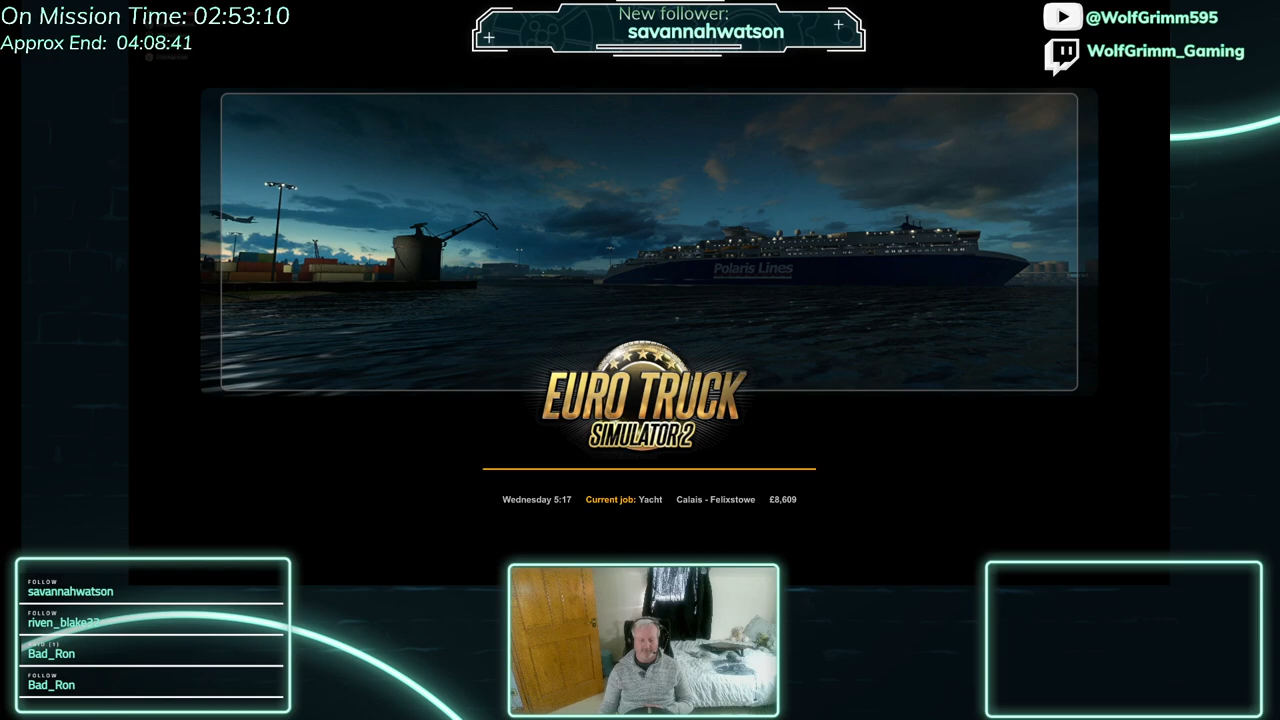 On Mission Time: 02:53:10
Approx End: 04:08:41
New follower:
savannahwatson
@WolfGrimm595
WolfGrimm_Gaming
Polaris Lines
EURO TRUCK
SIMULATOR 2
Wednesday 5:17 Current job: Yacht Calais - Felixstowe £8,609
FOLLOW
savannahwatson
FOLLOW
riven_blake22
Bad_Ron
FOLLOW
Bad_Ron